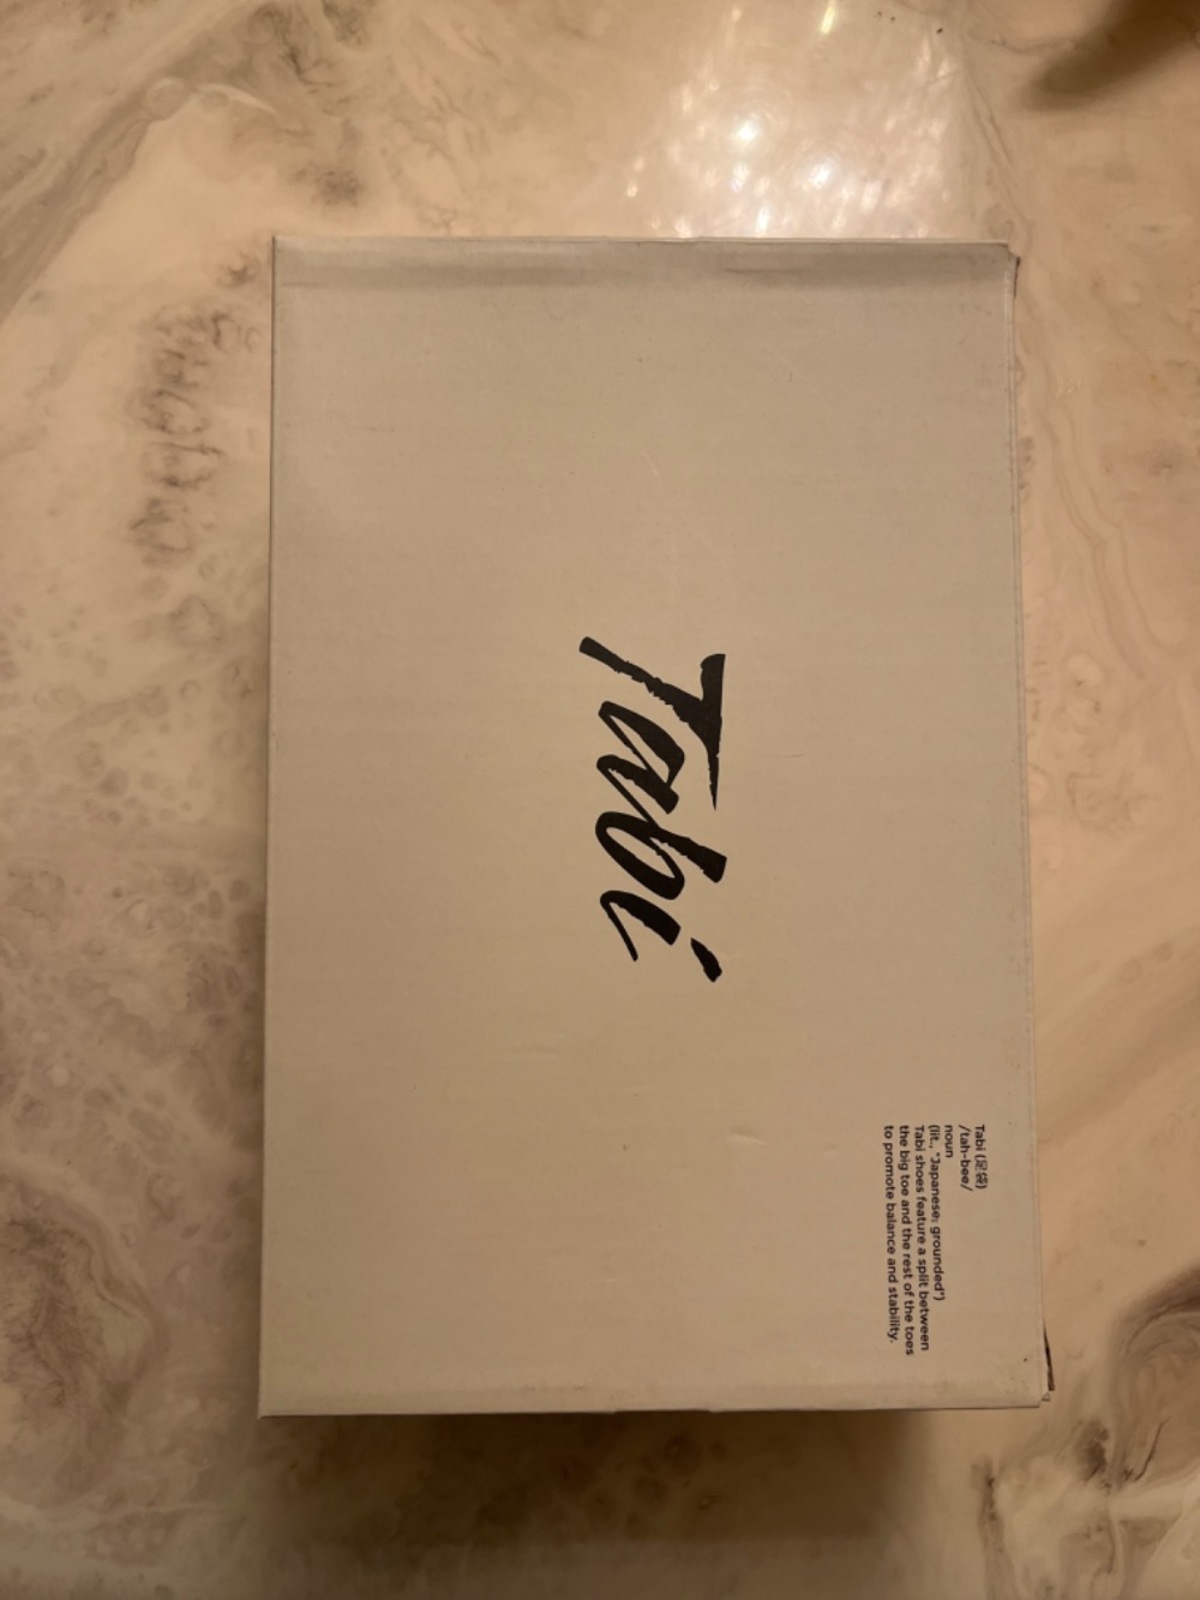 Tabi
Tabi (足袋)
/tah-bee/
noun
(lit., "Japanese; grounded")
Tabi shoes feature a split between
the big toe and the rest of the toes
to promote balance and stability.